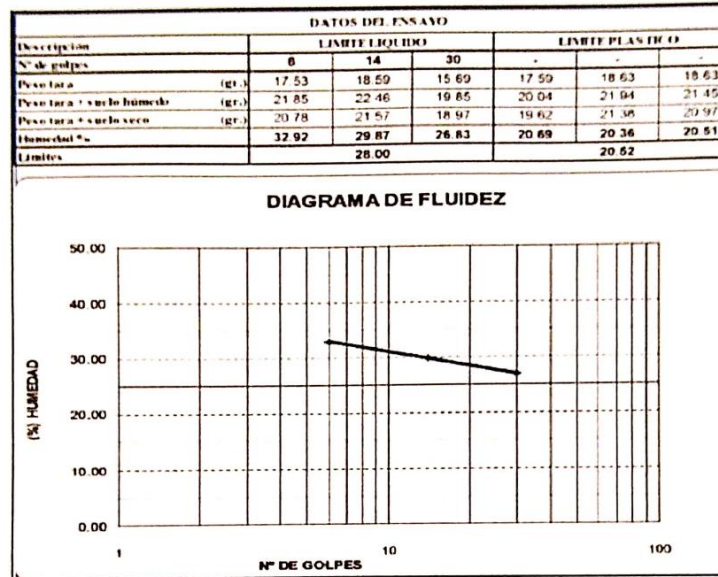 DATOS DEL ENSAYO
Descripción LIMITE LIQUIDO LIMITE PLASTICO
N° de golpes 6 14 30 - - -
Peso tara (gr.) 17.53 18.59 15.69 17.59 18.63 18.63
Peso tara + suelo húmedo (gr.) 21.85 22.46 19.85 20.04 21.94 21.45
Peso tara + suelo seco (gr.) 20.78 21.57 18.97 19.62 21.38 20.97
Humedad % 32.92 29.87 26.83 20.69 20.36 20.51
Limites 28.00 20.52
DIAGRAMA DE FLUIDEZ
50.00
40.00
30.00
20.00
10.00
0.00
(%) HUMEDAD
1 10 100
N° DE GOLPES